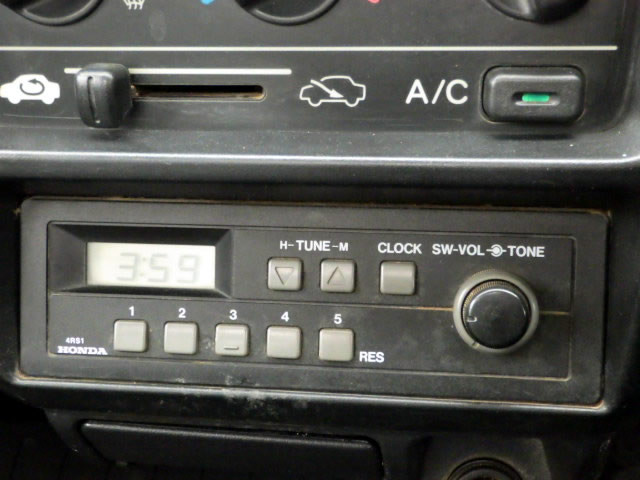 A/C
H- TUNE -M CLOCK SW-VOL TONE
3:59
1 2 3 4 5
RES
4RS1
HONDA